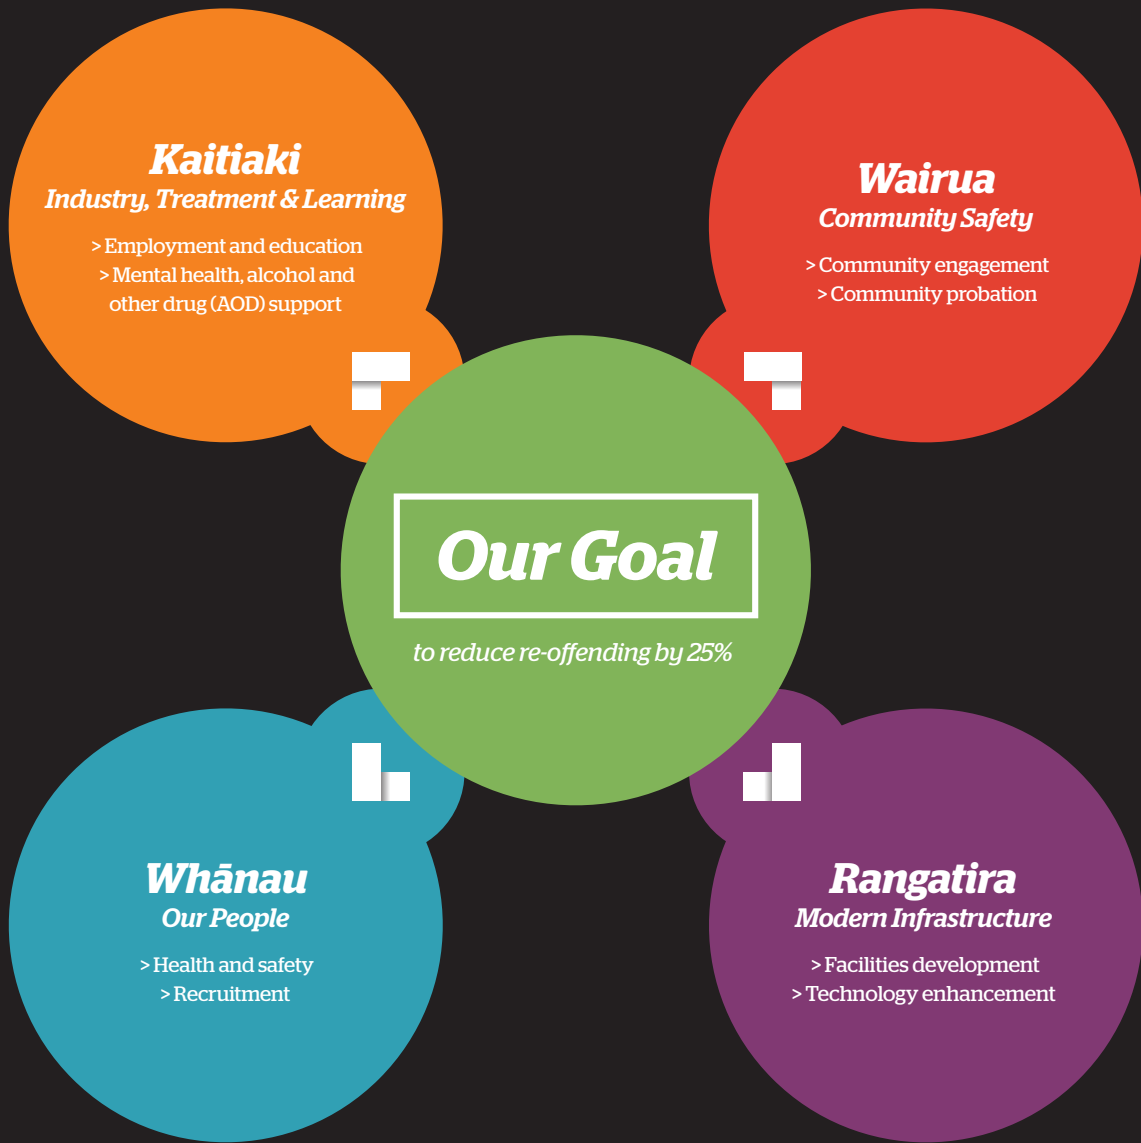 Kaitiaki
Industry, Treatment & Learning
> Employment and education
> Mental health, alcohol and
other drug (AOD) support
Wairua
Community Safety
> Community engagement
> Community probation
Our Goal
to reduce re-offending by 25%
Whānau
Our People
> Health and safety
> Recruitment
Rangatira
Modern Infrastructure
> Facilities development
> Technology enhancement